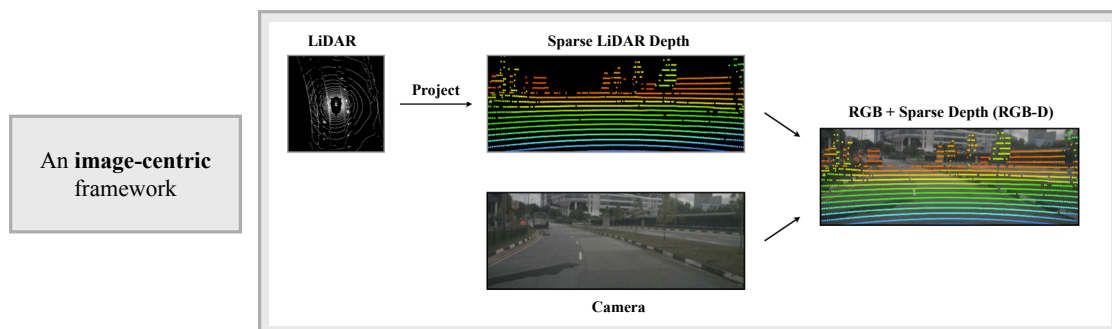 An image-centric
framework
LiDAR
Project
Sparse LiDAR Depth
Camera
RGB + Sparse Depth (RGB-D)